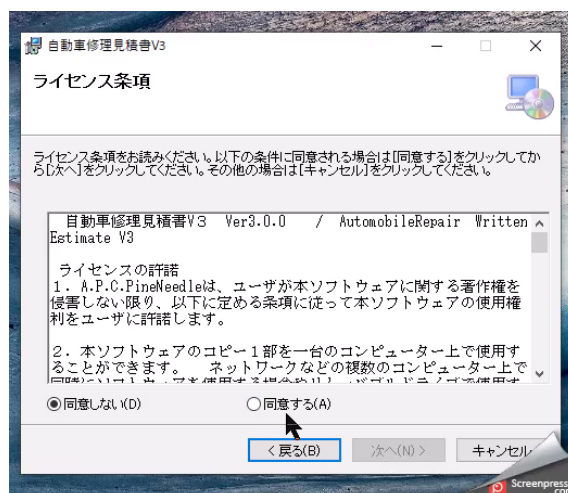 自動車修理見積書V3
ライセンス条項
ライセンス条項をお読みください。以下の条件に同意される場合は[同意する]をクリックしてか
ら[次へ]をクリックしてください。その他の場合は[キャンセル]をクリックしてください。
自動車修理見積書V3 Ver3.0.0 / AutomobileRepair Written
Estimate V3
ライセンスの許諾
1. A.P.C.PineNeedleは、ユーザが本ソフトウェアに関する著作権を
侵害しない限り、以下に定める条項に従って本ソフトウェアの使用権
利をユーザに許諾します。
2. 本ソフトウェアのコピー1部を一台のコンピューター上で使用す
ることができます。 ネットワークなどの複数のコンピューター上で
同意しない(D) 同意する(A)
< 戻る(B) 次へ(N) > キャンセル
Screenpress